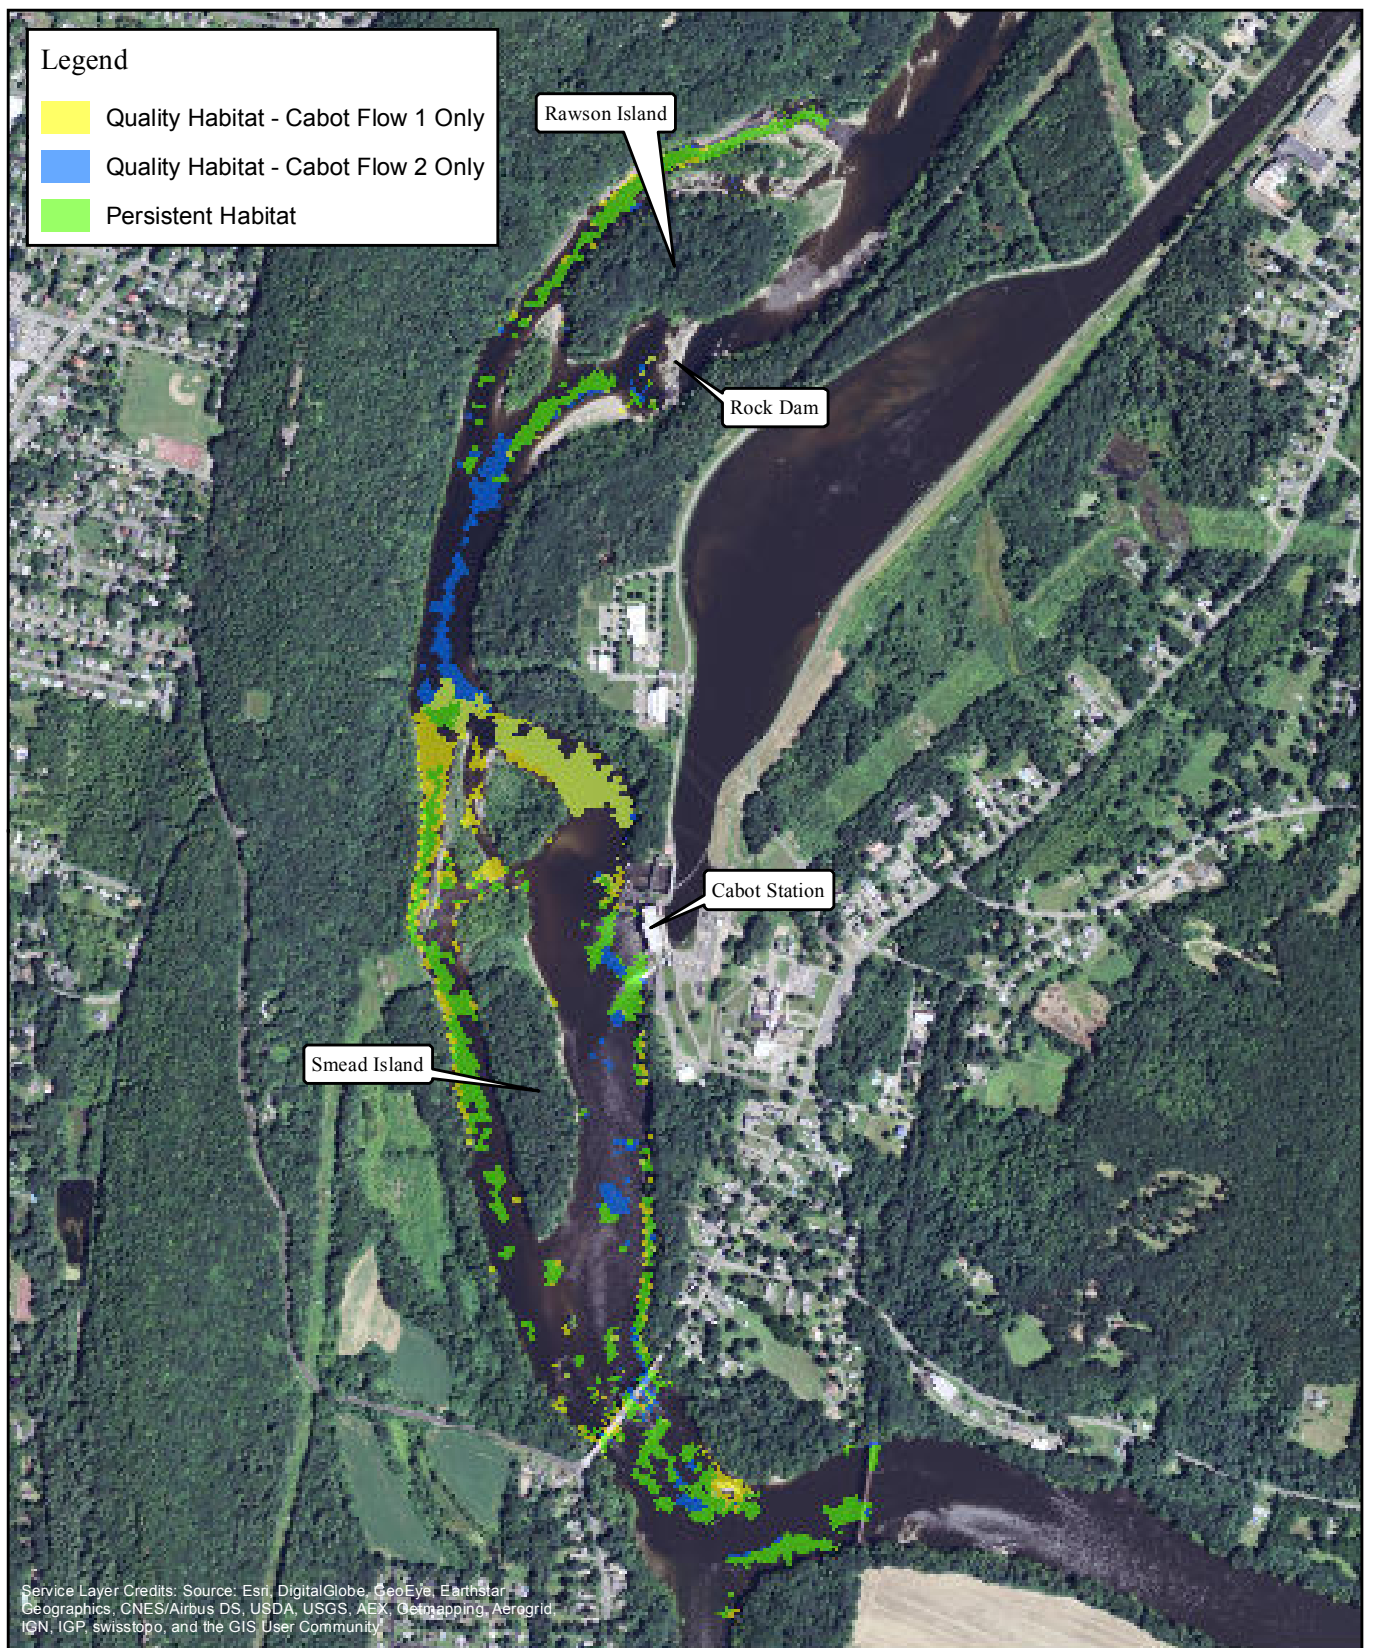 Legend
Quality Habitat - Cabot Flow 1 Only
Quality Habitat - Cabot Flow 2 Only
Persistent Habitat
Rawson Island
Rock Dam
Cabot Station
Smead Island
Service Layer Credits: Source: Esri, DigitalGlobe, GeoEye, Earthstar
Geographics, CNES/Airbus DS, USDA, USGS, AEX, Getmapping, Aerogrid,
IGN, IGP, swisstopo, and the GIS User Community